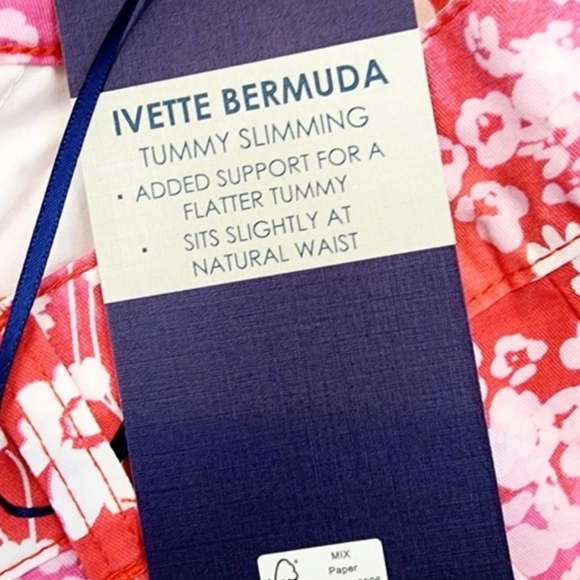 IVETTE BERMUDA
TUMMY SLIMMING
• ADDED SUPPORT FOR A
FLATTER TUMMY
• SITS SLIGHTLY AT
NATURAL WAIST
MIX
Paper